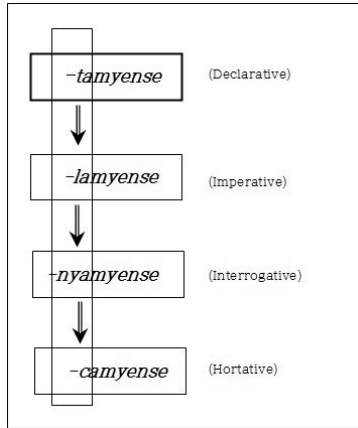 -tamyense (Declarative)
-lamyense (Imperative)
-nyamyense (Interrogative)
-camyense (Hortative)